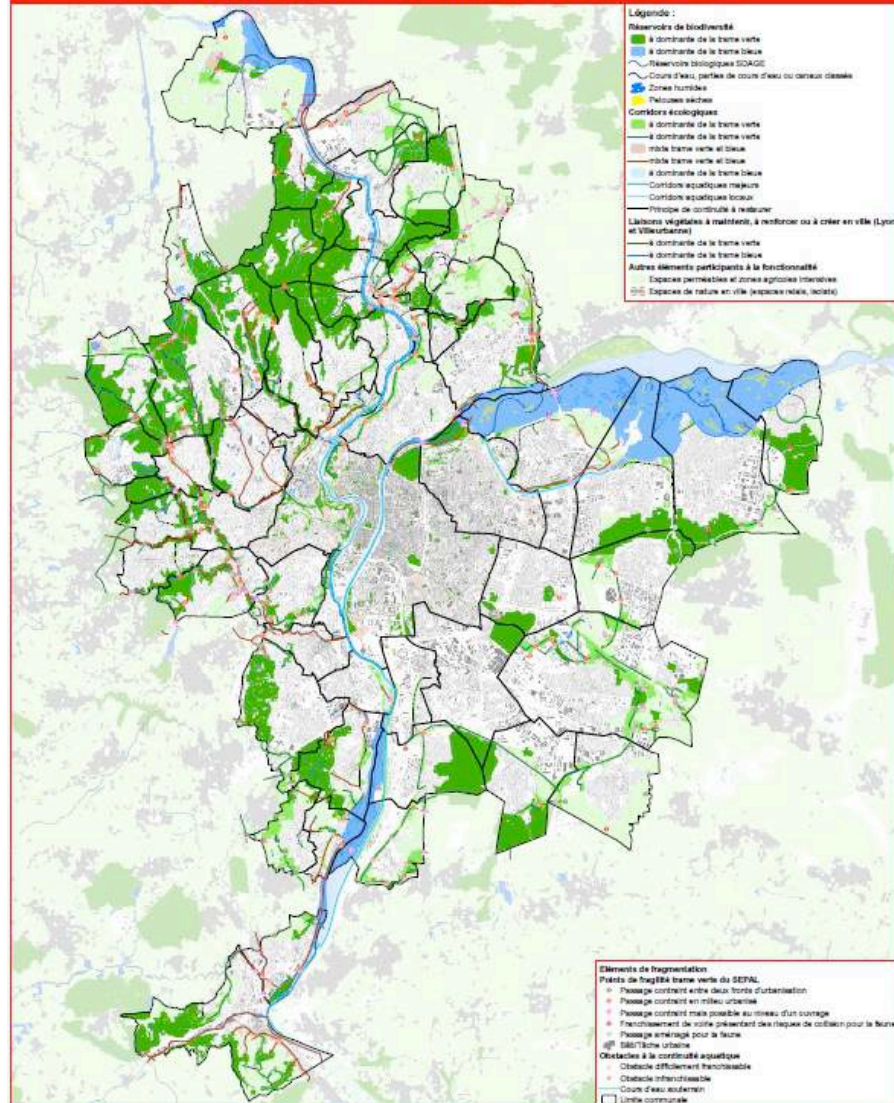 Légende :
Réservoirs de biodiversité
à dominante de la trame verte
à dominante de la trame bleue
Réservoirs biologiques SDAGE
Cours d'eau, parties de cours d'eau ou canaux classés
Zones humides
Pelouses sèches
Corridors écologiques
à dominante de la trame verte
à dominante de la trame verte
mixte trame verte et bleue
mixte trame verte et bleue
à dominante de la trame bleue
Corridors aquatiques majeurs
Corridors aquatiques locaux
Principe de continuité à restaurer
Liaisons végétales à maintenir, à renforcer ou à créer en ville (Lyon
et Villeurbanne)
à dominante de la trame verte
à dominante de la trame bleue
Autres éléments participants à la fonctionnalité
Espaces perméables et zones agricoles intensives
Espaces de nature en ville (espaces relais, isolats)
Eléments de fragmentation
Points de fragilité trame verte du SEPAL
Passage contraint entre deux fronts d'urbanisation
Passage contraint en milieu urbanisé
Passage contraint mais possible au niveau d'un ouvrage
Franchissement de voirie présentant des risques de collision pour la faune
Passage aménagé pour la faune
Bâti/Tâche urbaine
Obstacles à la continuité aquatique
Obstacle difficilement franchissable
Obstacle infranchissable
Cours d'eau souterrain
Limite communale